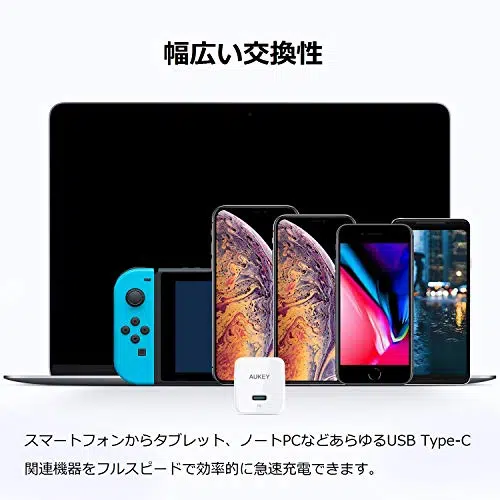 幅広い交換性
AUKEY
スマートフォンからタブレット、ノートPCなどあらゆるUSB Type-C
関連機器をフルスピードで効率的に急速充電できます。